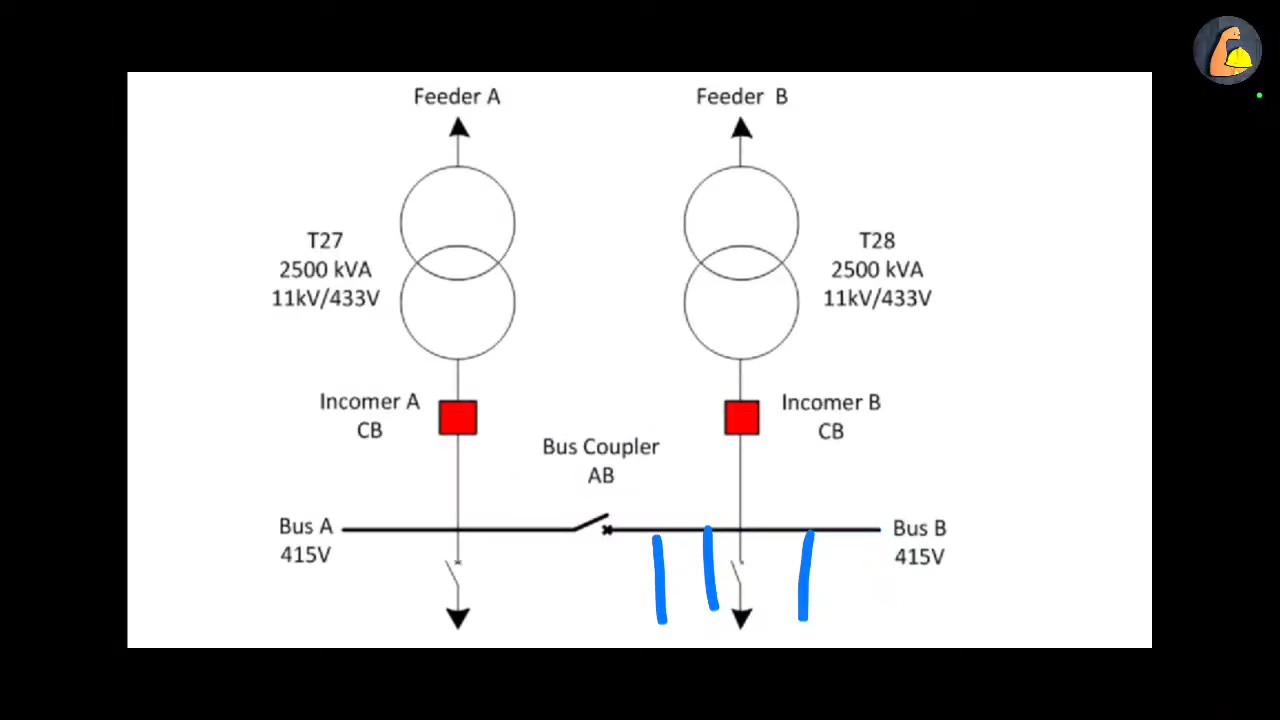 Feeder A
Feeder B
T27
2500 kVA
11kV/433V
T28
2500 kVA
11kV/433V
Incomer A
CB
Incomer B
CB
Bus Coupler
AB
Bus A
415V
Bus B
415V